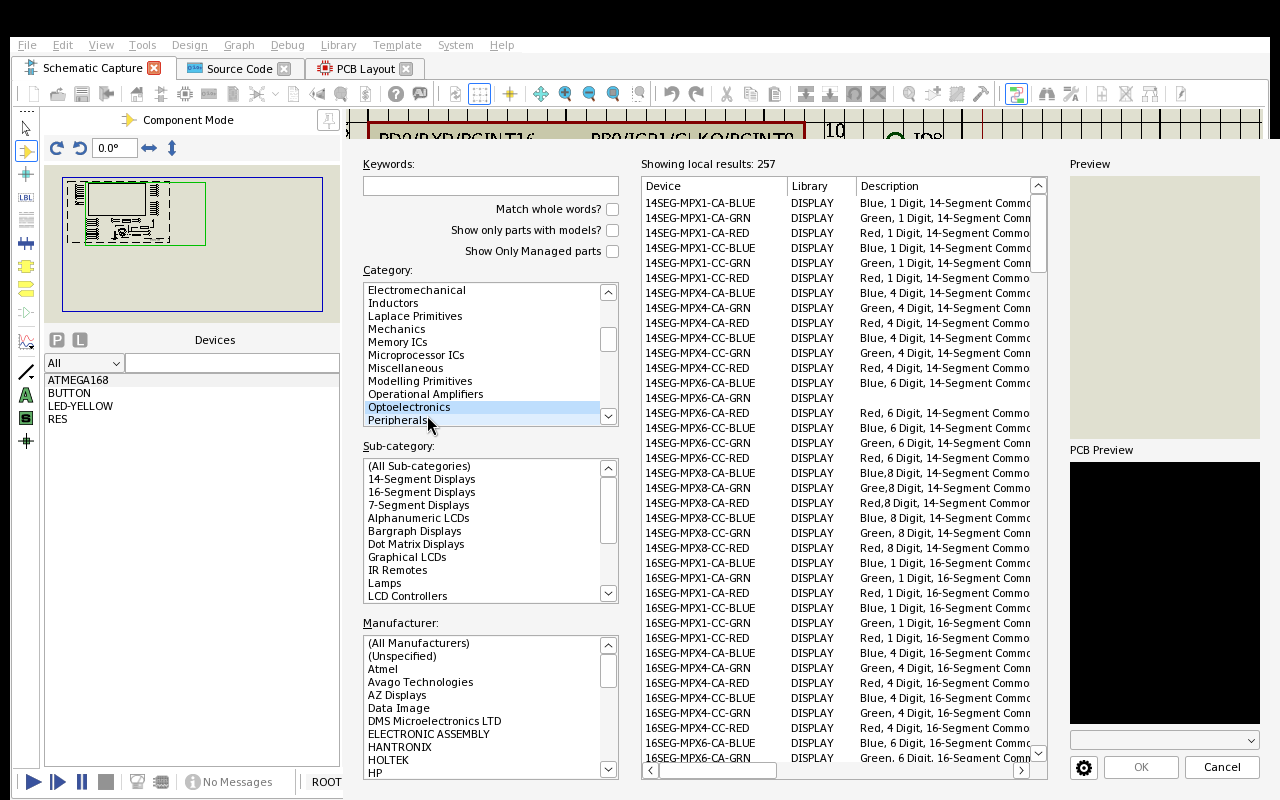 File Edit View Tools Design Graph Debug Library Template System Help
Schematic Capture Source Code PCB Layout
Component Mode
0.0°
LBL
P L Devices
All
ATMEGA168
BUTTON
LED-YELLOW
RES
No Messages ROOT
10
Keywords:
Match whole words?
Show only parts with models?
Show Only Managed parts
Category:
Electromechanical
Inductors
Laplace Primitives
Mechanics
Memory ICs
Microprocessor ICs
Miscellaneous
Modelling Primitives
Operational Amplifiers
Optoelectronics
Peripherals
Sub-category:
(All Sub-categories)
14-Segment Displays
16-Segment Displays
7-Segment Displays
Alphanumeric LCDs
Bargraph Displays
Dot Matrix Displays
Graphical LCDs
IR Remotes
Lamps
LCD Controllers
Manufacturer:
(All Manufacturers)
(Unspecified)
Atmel
Avago Technologies
AZ Displays
Data Image
DMS Microelectronics LTD
ELECTRONIC ASSEMBLY
HANTRONIX
HOLTEK
HP
Showing local results: 257
Device Library Description
14SEG-MPX1-CA-BLUE DISPLAY Blue, 1 Digit, 14-Segment Commo
14SEG-MPX1-CA-GRN DISPLAY Green, 1 Digit, 14-Segment Comm
14SEG-MPX1-CA-RED DISPLAY Red, 1 Digit, 14-Segment Commo
14SEG-MPX1-CC-BLUE DISPLAY Blue, 1 Digit, 14-Segment Commo
14SEG-MPX1-CC-GRN DISPLAY Green, 1 Digit, 14-Segment Comm
14SEG-MPX1-CC-RED DISPLAY Red, 1 Digit, 14-Segment Commo
14SEG-MPX4-CA-BLUE DISPLAY Blue, 4 Digit, 14-Segment Commo
14SEG-MPX4-CA-GRN DISPLAY Green, 4 Digit, 14-Segment Comm
14SEG-MPX4-CA-RED DISPLAY Red, 4 Digit, 14-Segment Commo
14SEG-MPX4-CC-BLUE DISPLAY Blue, 4 Digit, 14-Segment Commo
14SEG-MPX4-CC-GRN DISPLAY Green, 4 Digit, 14-Segment Comm
14SEG-MPX4-CC-RED DISPLAY Red, 4 Digit, 14-Segment Commo
14SEG-MPX6-CA-BLUE DISPLAY Blue, 6 Digit, 14-Segment Commo
14SEG-MPX6-CA-GRN DISPLAY
14SEG-MPX6-CA-RED DISPLAY Red, 6 Digit, 14-Segment Commo
14SEG-MPX6-CC-BLUE DISPLAY Blue, 6 Digit, 14-Segment Commo
14SEG-MPX6-CC-GRN DISPLAY Green, 6 Digit, 14-Segment Comm
14SEG-MPX6-CC-RED DISPLAY Red, 6 Digit, 14-Segment Commo
14SEG-MPX8-CA-BLUE DISPLAY Blue,8 Digit, 14-Segment Commo
14SEG-MPX8-CA-GRN DISPLAY Gree,8 Digit, 14-Segment Commo
14SEG-MPX8-CA-RED DISPLAY Red,8 Digit, 14-Segment Common
14SEG-MPX8-CC-BLUE DISPLAY Blue, 8 Digit, 14-Segment Commo
14SEG-MPX8-CC-GRN DISPLAY Green, 8 Digit, 14-Segment Comm
14SEG-MPX8-CC-RED DISPLAY Red, 8 Digit, 14-Segment Commo
16SEG-MPX1-CA-BLUE DISPLAY Blue, 1 Digit, 16-Segment Commo
16SEG-MPX1-CA-GRN DISPLAY Green, 1 Digit, 16-Segment Comm
16SEG-MPX1-CA-RED DISPLAY Red, 1 Digit, 16-Segment Commo
16SEG-MPX1-CC-BLUE DISPLAY Blue, 1 Digit, 16-Segment Commo
16SEG-MPX1-CC-GRN DISPLAY Green, 1 Digit, 16-Segment Comm
16SEG-MPX1-CC-RED DISPLAY Red, 1 Digit, 16-Segment Commo
16SEG-MPX4-CA-BLUE DISPLAY Blue, 4 Digit, 16-Segment Commo
16SEG-MPX4-CA-GRN DISPLAY Green, 4 Digit, 16-Segment Comm
16SEG-MPX4-CA-RED DISPLAY Red, 4 Digit, 16-Segment Commo
16SEG-MPX4-CC-BLUE DISPLAY Blue, 4 Digit, 16-Segment Commo
16SEG-MPX4-CC-GRN DISPLAY Green, 4 Digit, 16-Segment Comm
16SEG-MPX4-CC-RED DISPLAY Red, 4 Digit, 16-Segment Commo
16SEG-MPX6-CA-BLUE DISPLAY Blue, 6 Digit, 16-Segment Commo
16SEG-MPX6-CA-GRN DISPLAY Green, 6 Digit, 16-Segment Comm
Preview
PCB Preview
OK Cancel